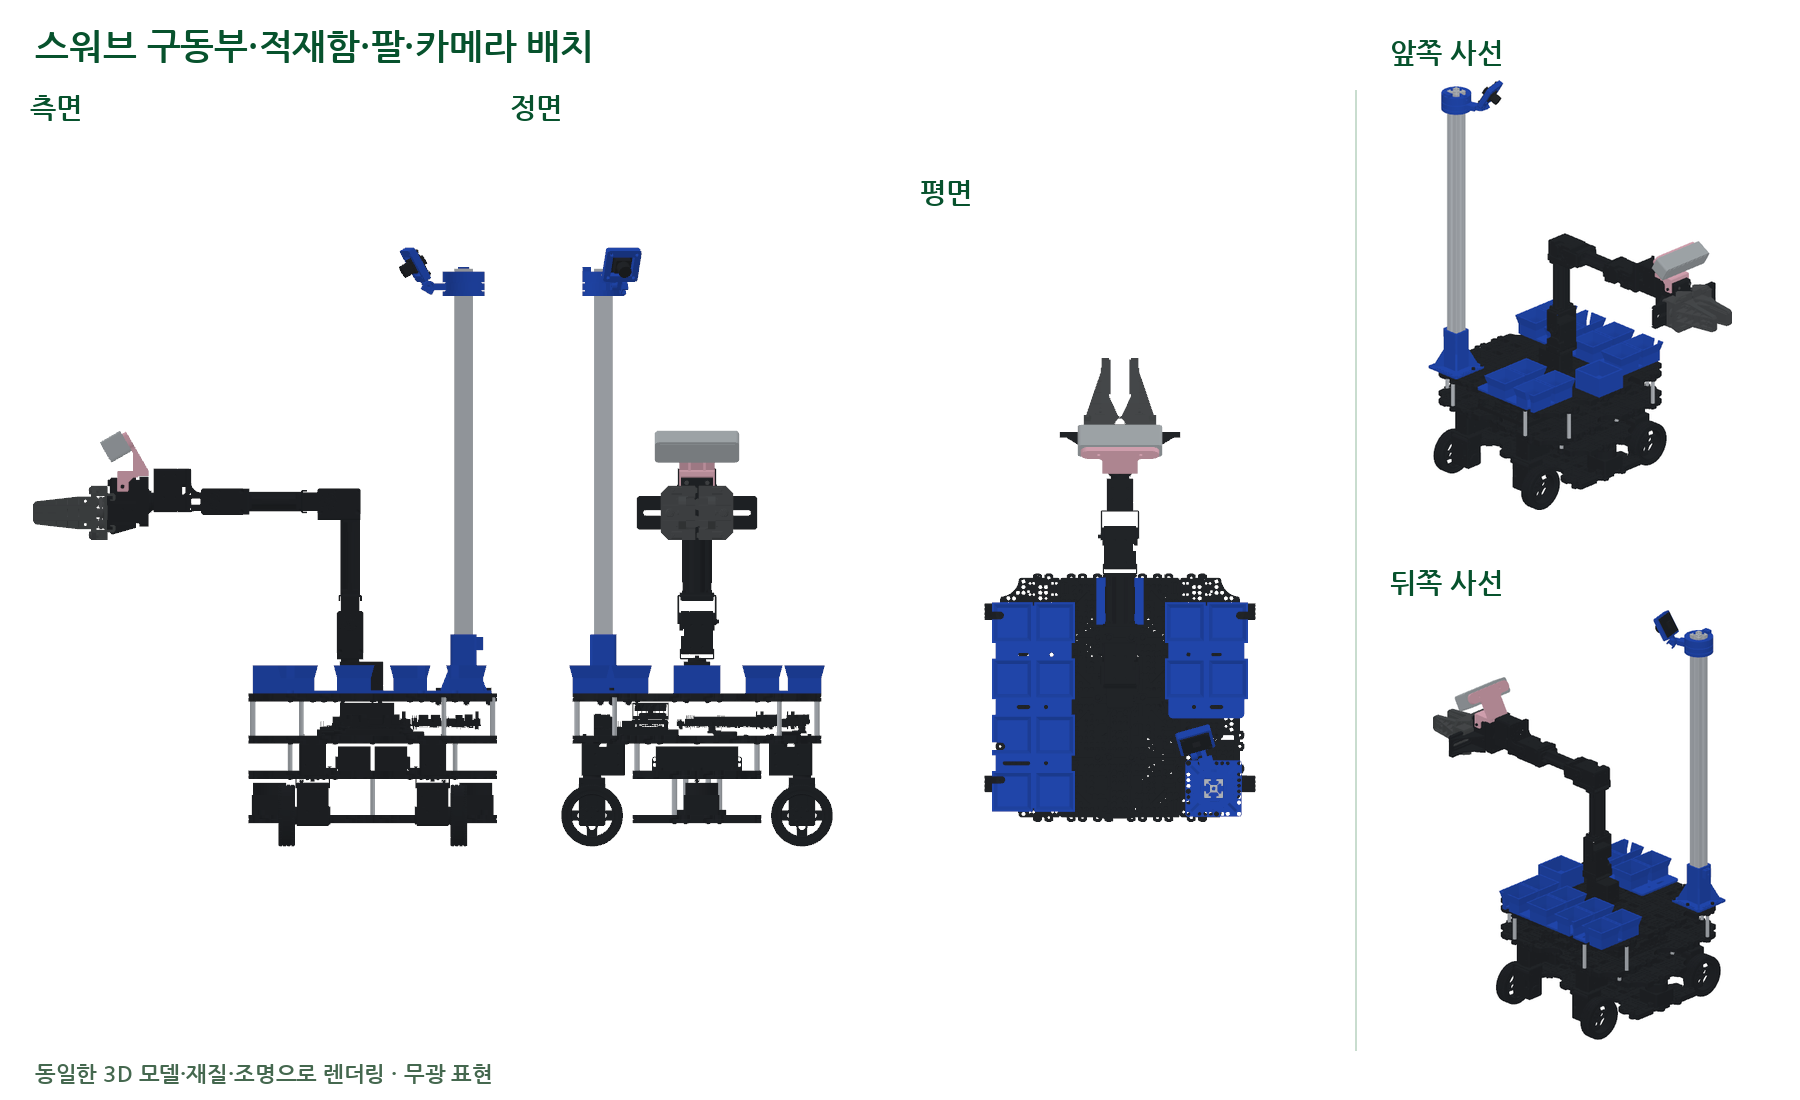 스워브 구동부·적재함·팔·카메라 배치
측면
정면
평면
앞쪽 사선
뒤쪽 사선
동일한 3D 모델·재질·조명으로 렌더링 · 무광 표현